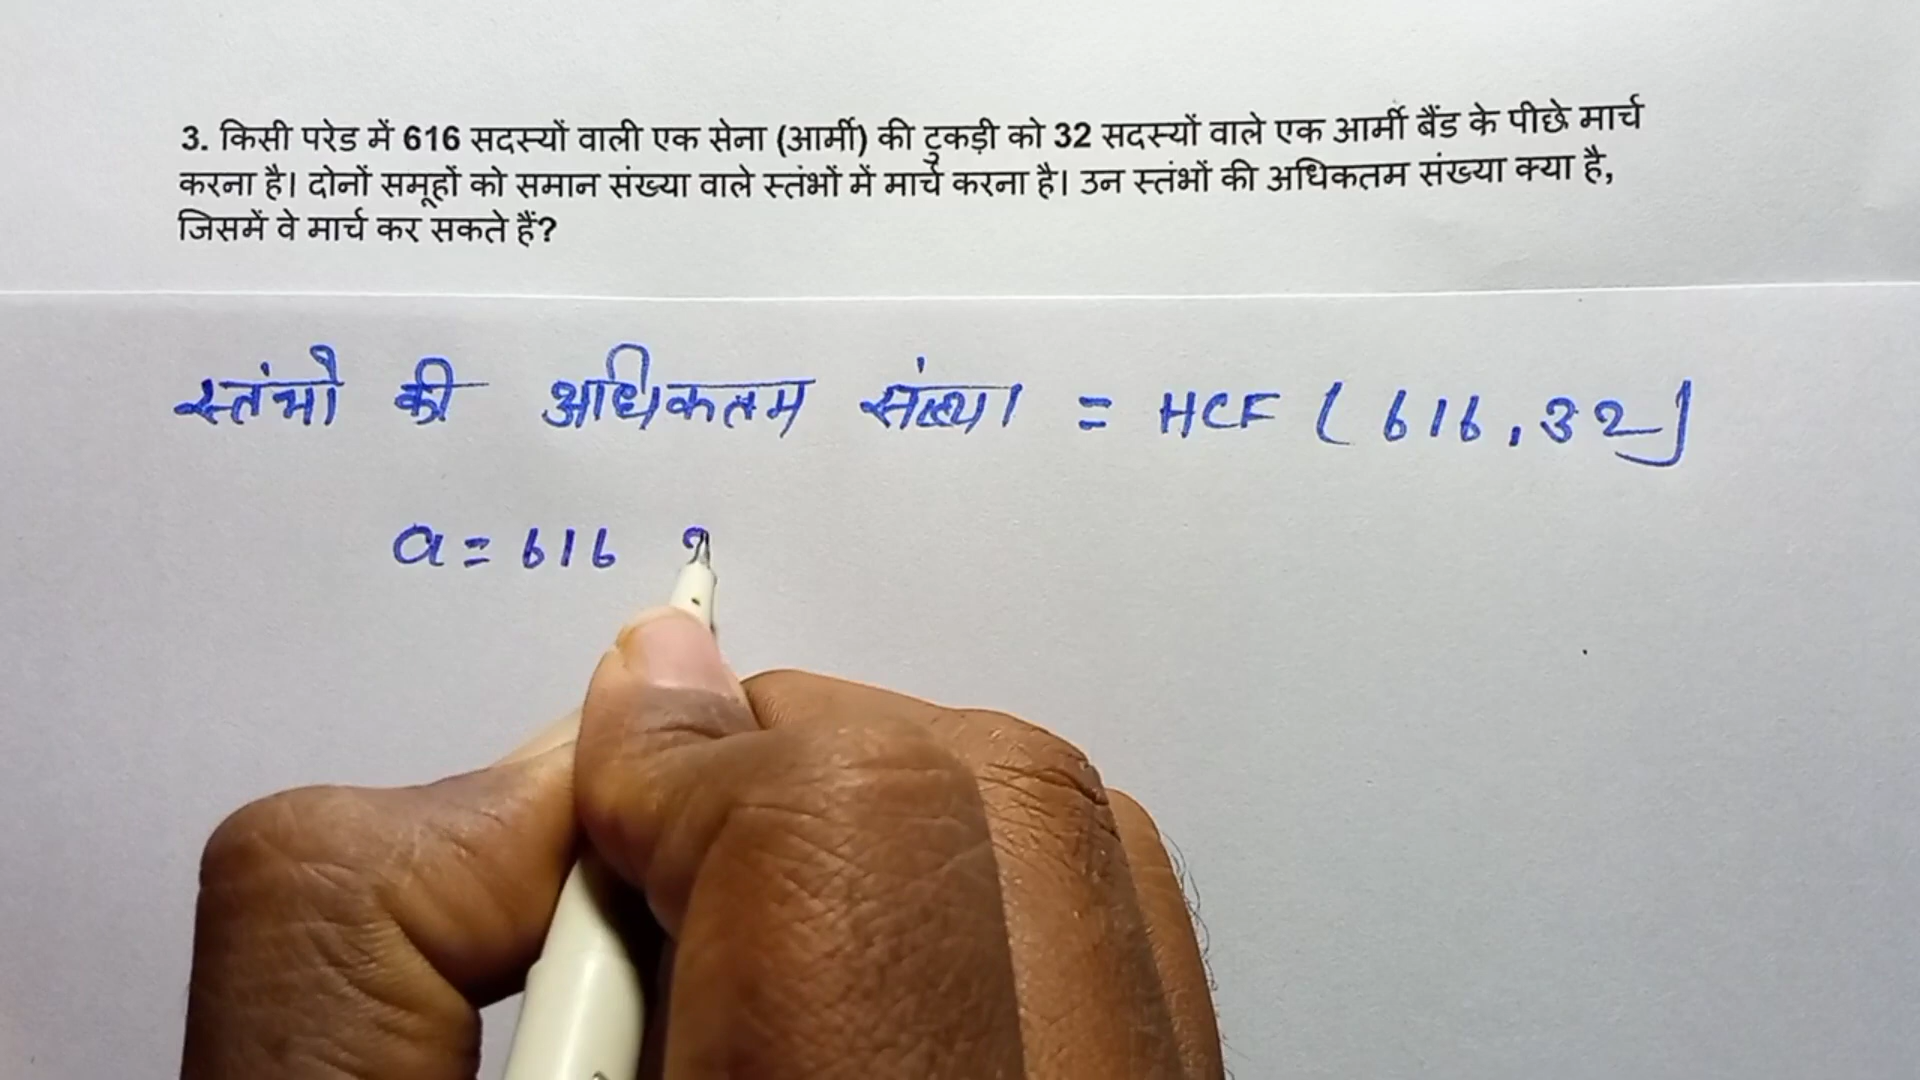 3. किसी परेड में 616 सदस्यों वाली एक सेना (आर्मी) की टुकड़ी को 32 सदस्यों वाले एक आर्मी बैंड के पीछे मार्च
करना है। दोनों समूहों को समान संख्या वाले स्तंभों में मार्च करना है। उन स्तंभों की अधिकतम संख्या क्या है,
जिसमें वे मार्च कर सकते हैं?
स्तंभो की अधिकतम संख्या = HCF (616,32)
a = 616